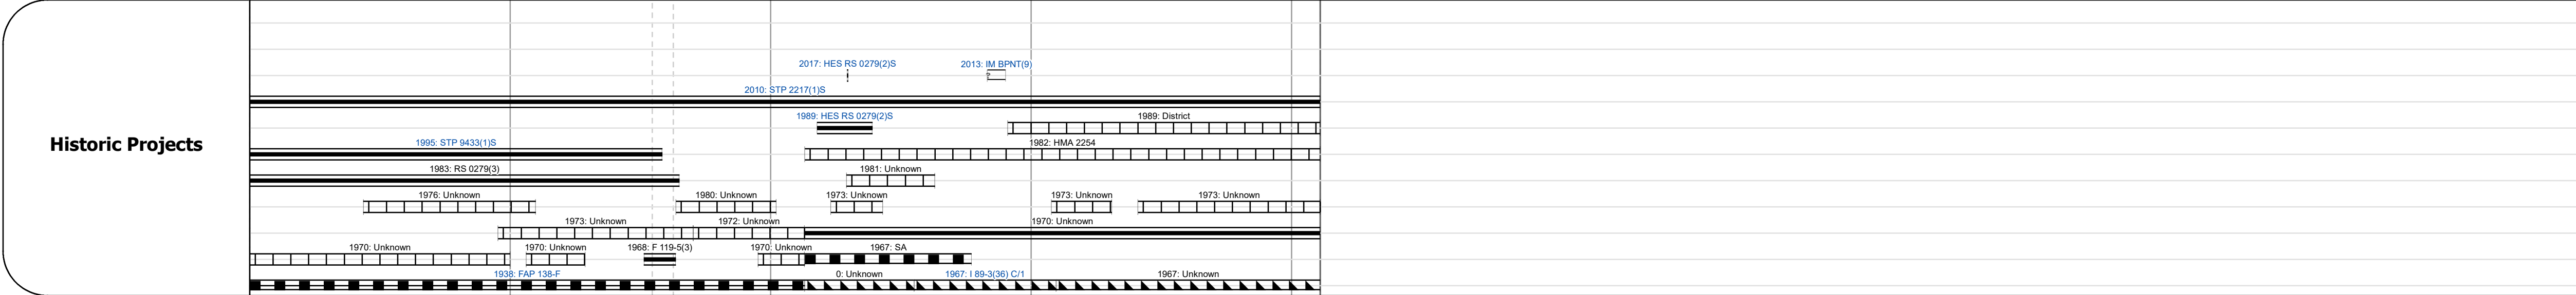 2017: HES RS 0279(2)S
2013: IM BPNT(9)
2010: STP 2217(1)S
1989: HES RS 0279(2)S
1989: District
Historic Projects
1995: STP 9433(1)S
1982: HMA 2254
1983: RS 0279(3)
1981: Unknown
1976: Unknown
1980: Unknown
1973: Unknown
1973: Unknown
1973: Unknown
1973: Unknown
1972: Unknown
1970: Unknown
1970: Unknown
1970: Unknown
1968: F 119-5(3)
1970: Unknown
1967: SA
1938: FAP 138-F
0: Unknown
1967: I 89-3(36) C/1
1967: Unknown